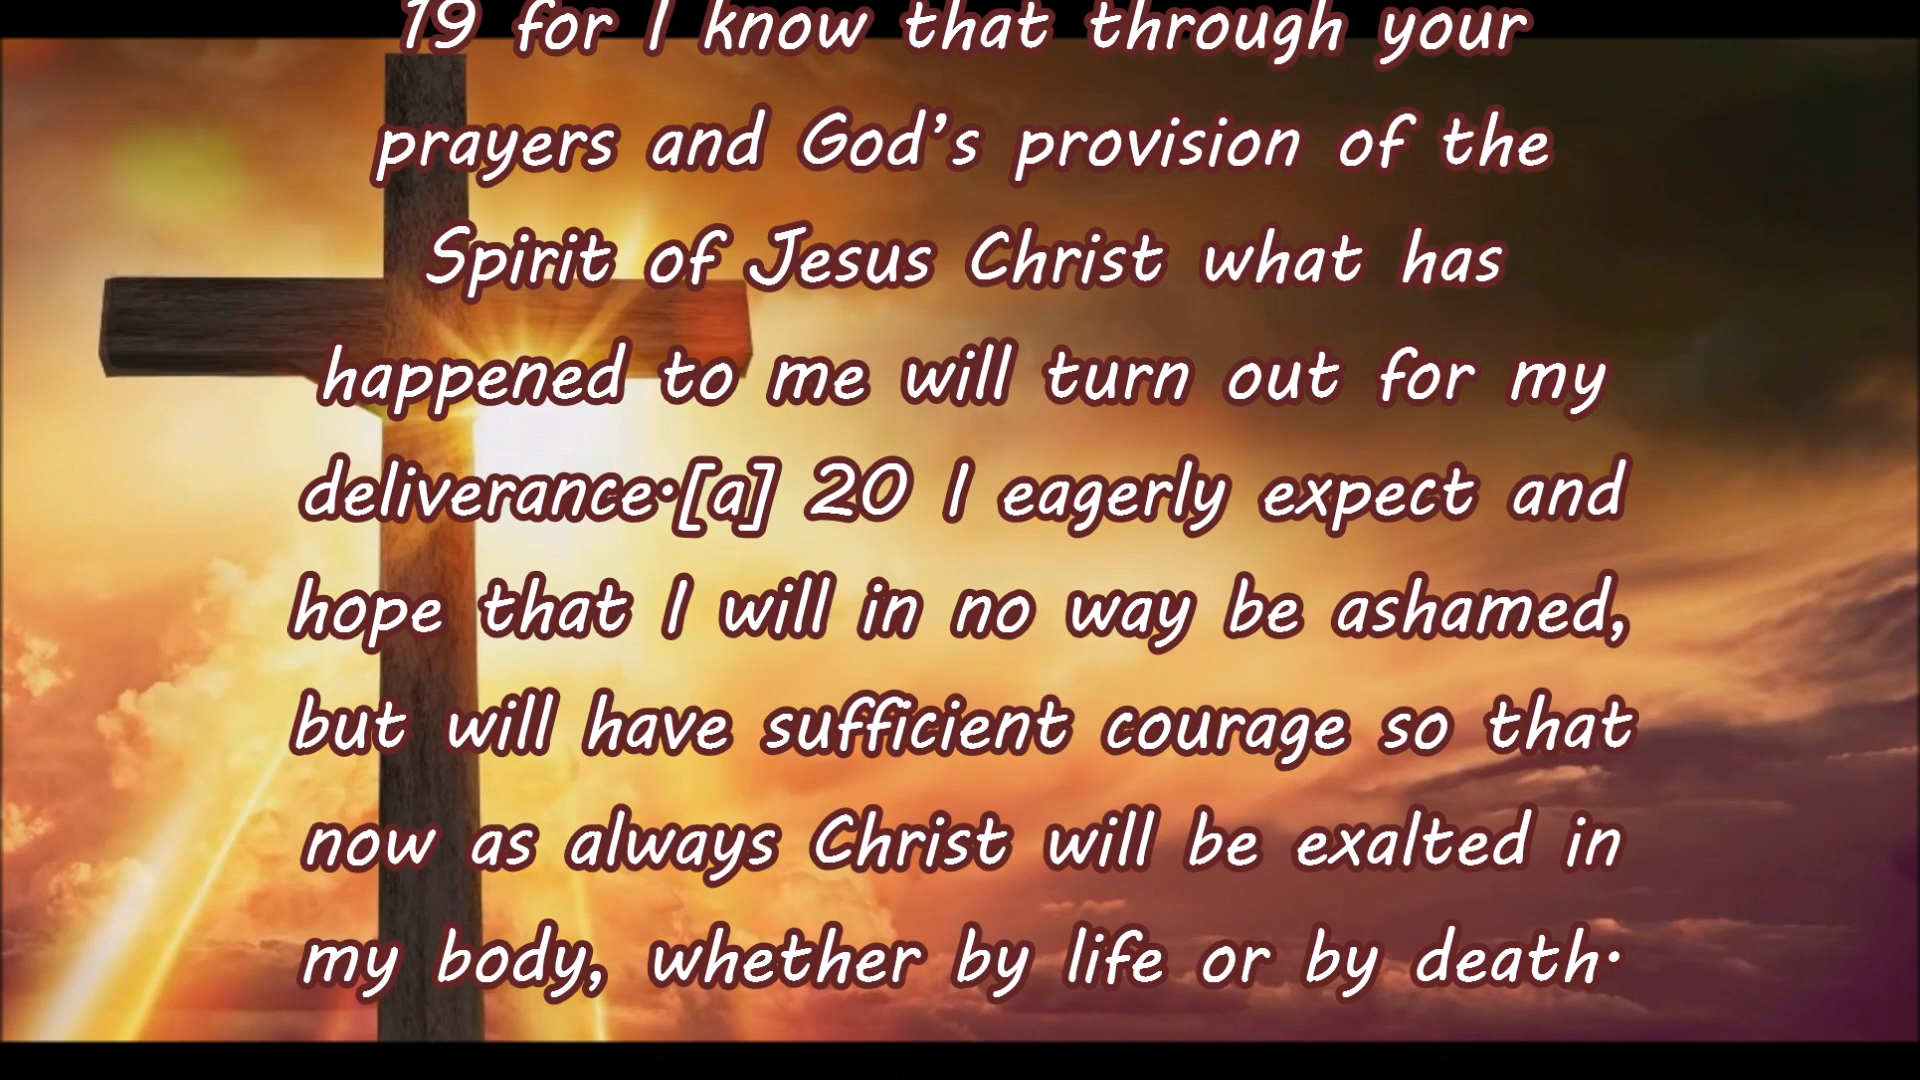 19 for I know that through your
prayers and God’s provision of the
Spirit of Jesus Christ what has
happened to me will turn out for my
deliverance·[a] 20 I eagerly expect and
hope that I will in no way be ashamed,
but will have sufficient courage so that
now as always Christ will be exalted in
my body, whether by life or by death·